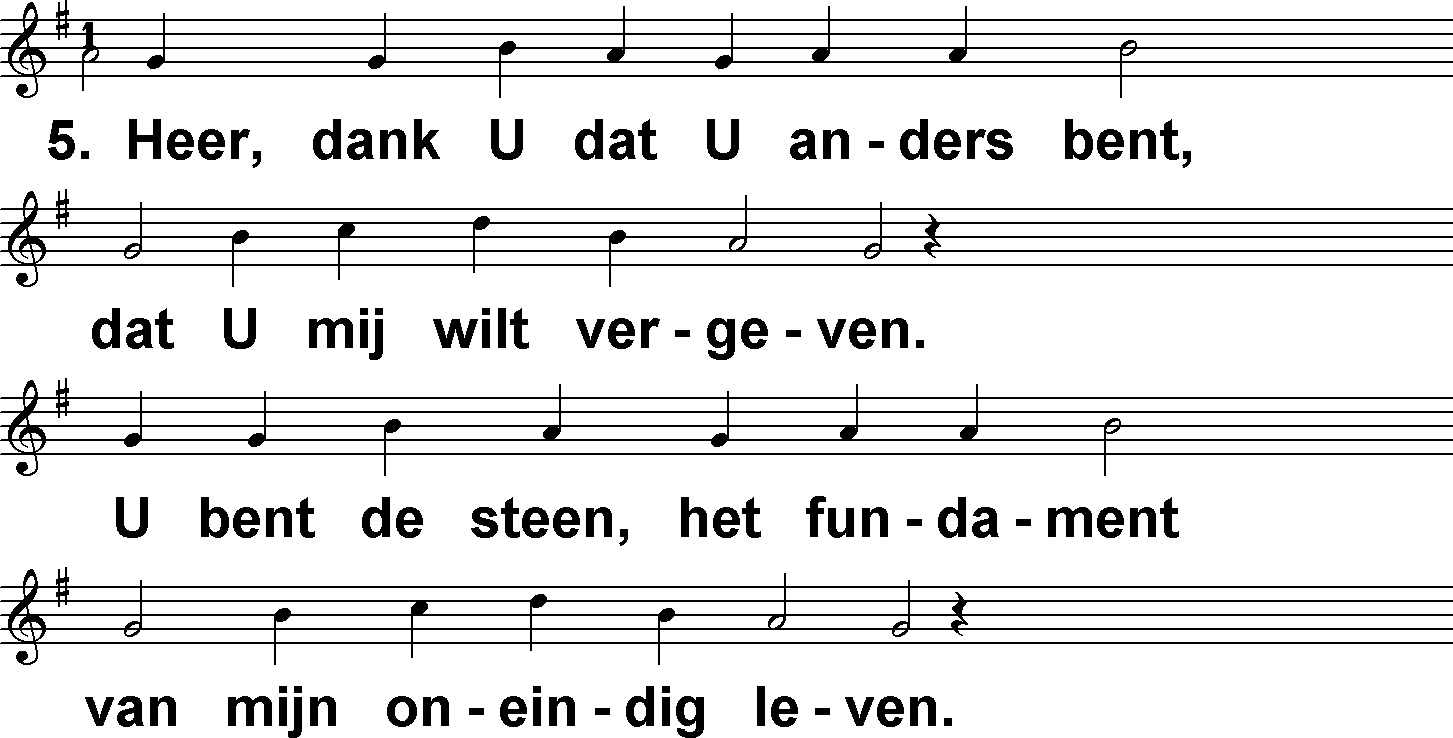 1
5. Heer, dank U dat U an - ders bent,
dat U mij wilt ver - ge - ven.
U bent de steen, het fun - da - ment
van mijn on - ein - dig le - ven.